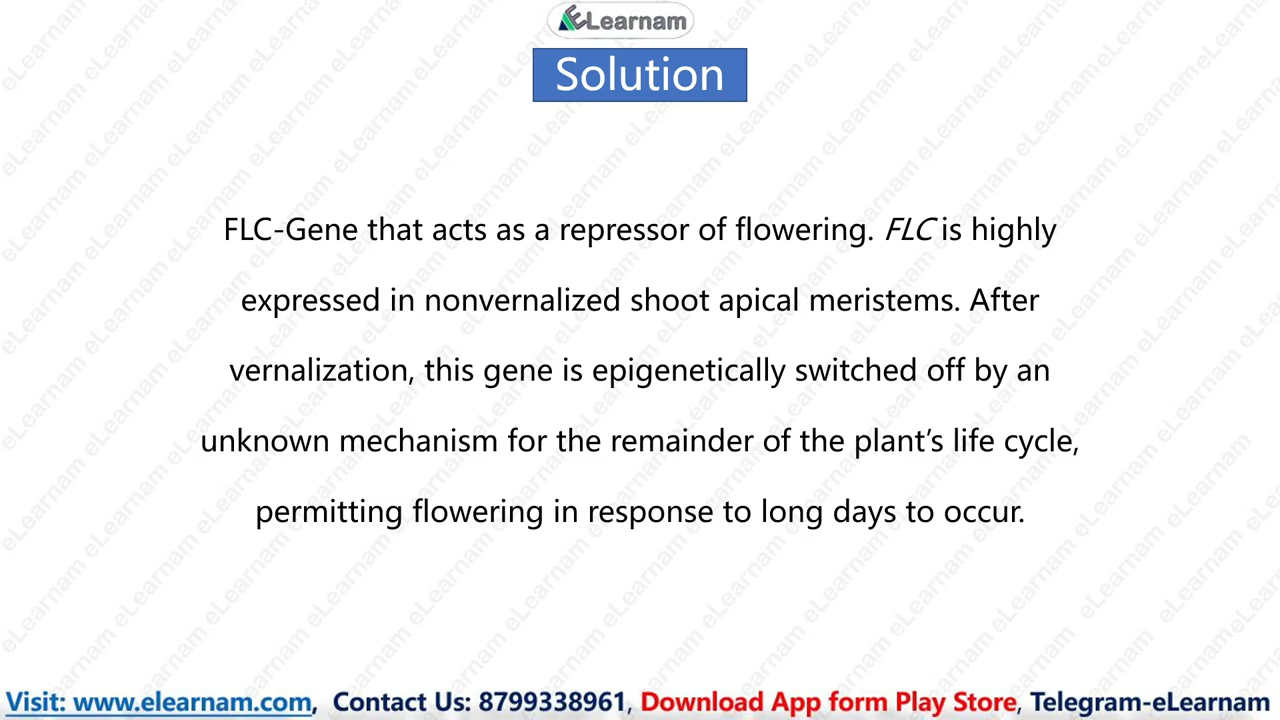 ELearnam
Solution
FLC-Gene that acts as a repressor of flowering. FLC is highly
expressed in nonvernalized shoot apical meristems. After
vernalization, this gene is epigenetically switched off by an
unknown mechanism for the remainder of the plant’s life cycle,
permitting flowering in response to long days to occur.
Visit: www.elearnam.com, Contact Us: 8799338961, Download App form Play Store, Telegram-eLearnam